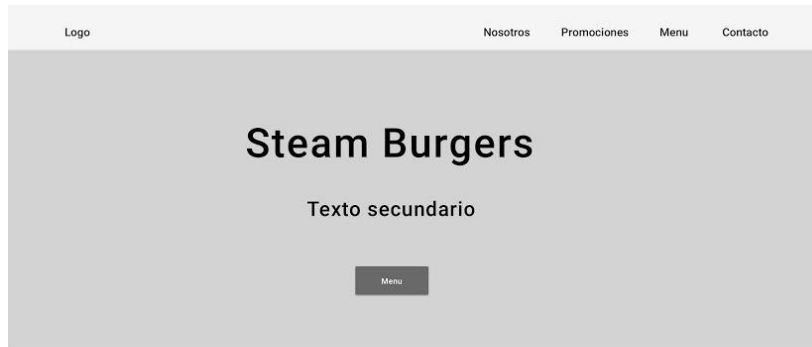 Logo Nosotros Promociones Menu Contacto
Steam Burgers
Texto secundario
Menu